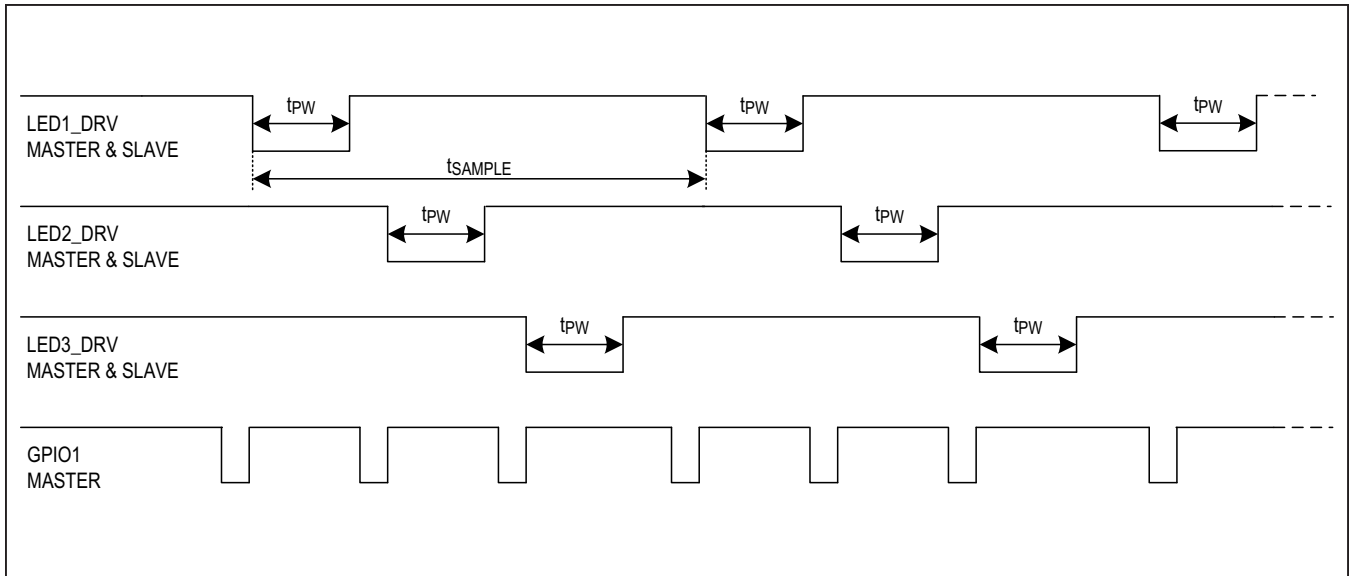 tPW
tPW
tPW
LED1_DRV
MASTER & SLAVE
tSAMPLE
tPW
tPW
LED2_DRV
MASTER & SLAVE
tPW
tPW
LED3_DRV
MASTER & SLAVE
GPIO1
MASTER